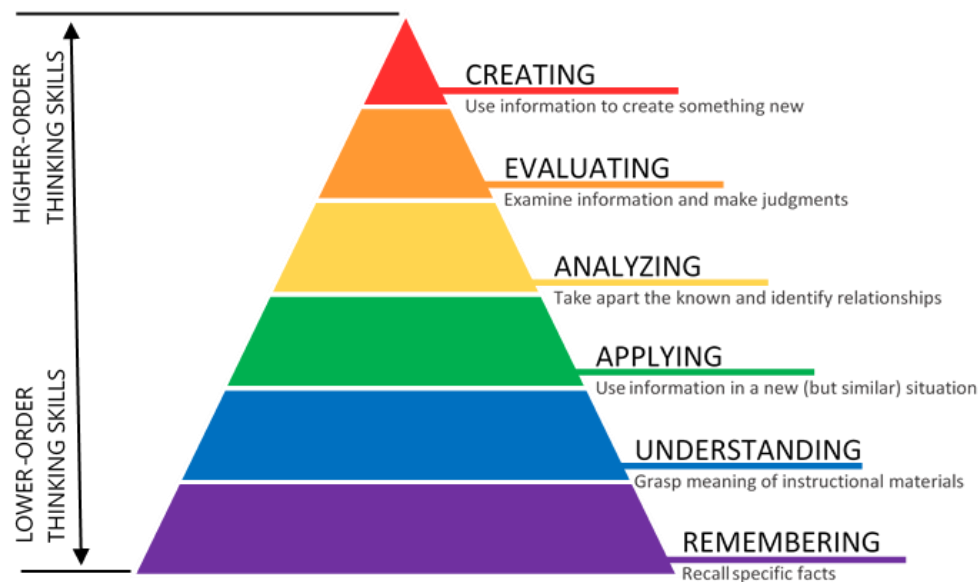 HIGHER-ORDER
THINKING SKILLS
CREATING
Use information to create something new
EVALUATING
Examine information and make judgments
ANALYZING
Take apart the known and identify relationships
APPLYING
Use information in a new (but similar) situation
LOWER-ORDER
THINKING SKILLS
UNDERSTANDING
Grasp meaning of instructional materials
REMEMBERING
Recall specific facts